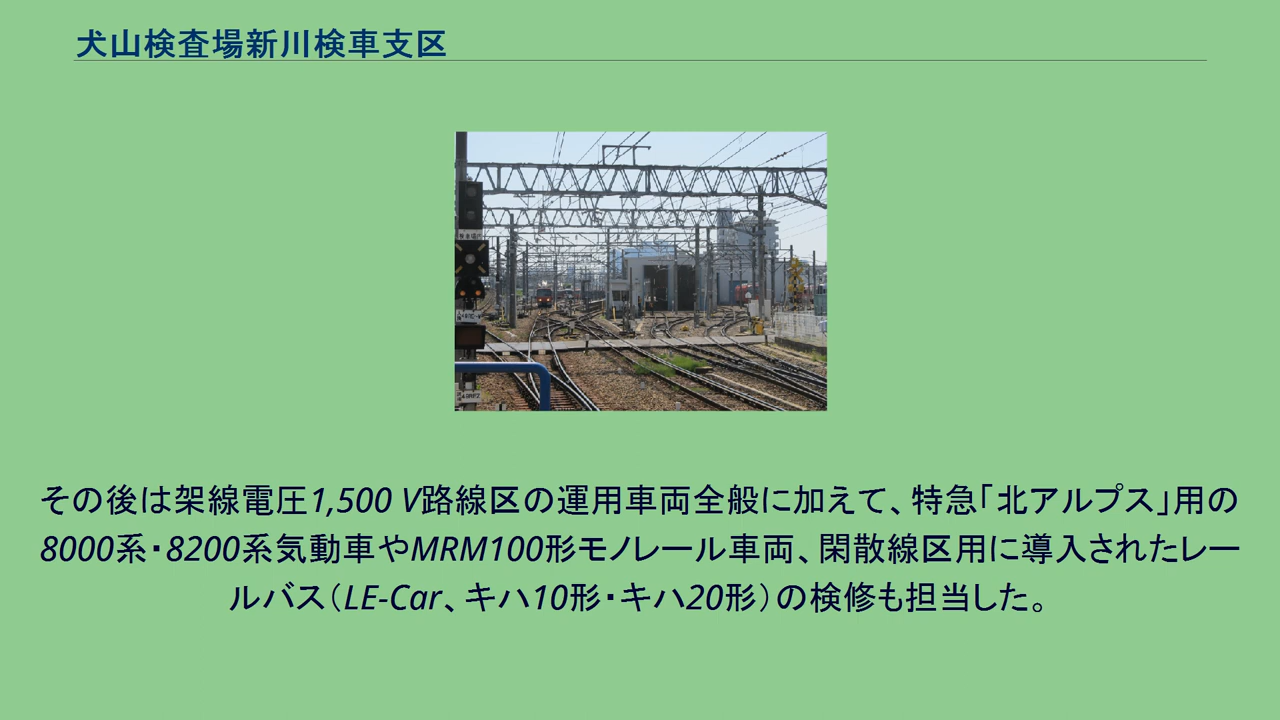 犬山検査場新川検車支区
その後は架線電圧1,500 V路線区の運用車両全般に加えて、特急「北アルプス」用の
8000系・8200系気動車やMRM100形モノレール車両、閑散線区用に導入されたレー
ルバス（LE-Car、キハ10形・キハ20形）の検修も担当した。